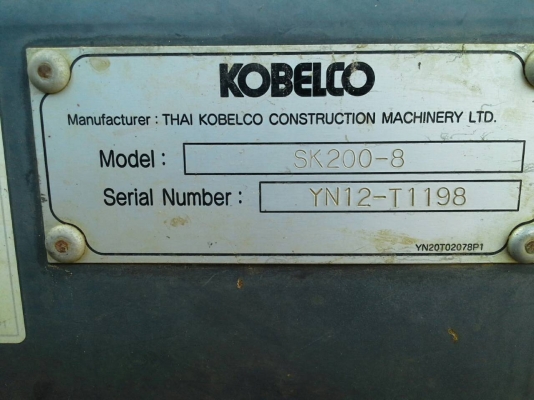 KOBELCO
Manufacturer : THAI KOBELCO CONSTRUCTION MACHINERY LTD.
Model : SK200-8
Serial Number : YN12-T1198
YN20T02078P1